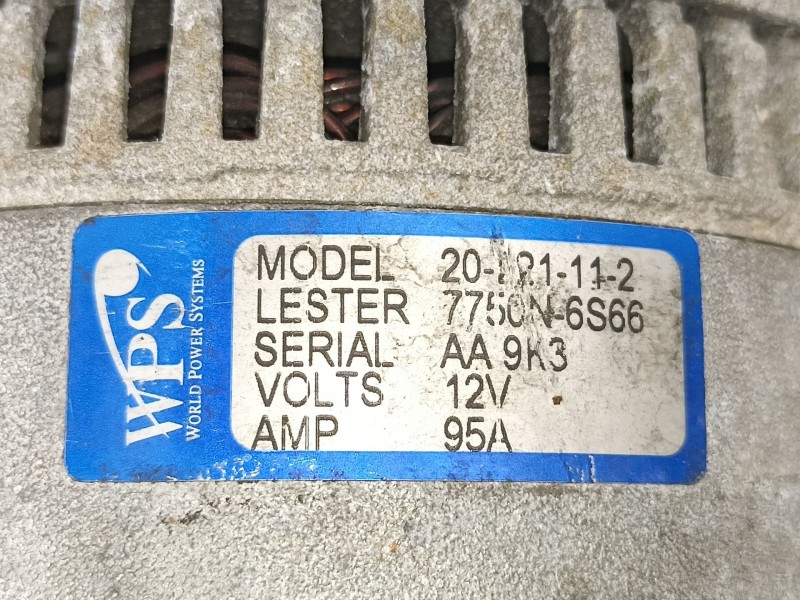 WPS
WORLD POWER SYSTEMS
MODEL
LESTER 7750N-6S66
SERIAL AA 9K3
VOLTS 12V
AMP 95A